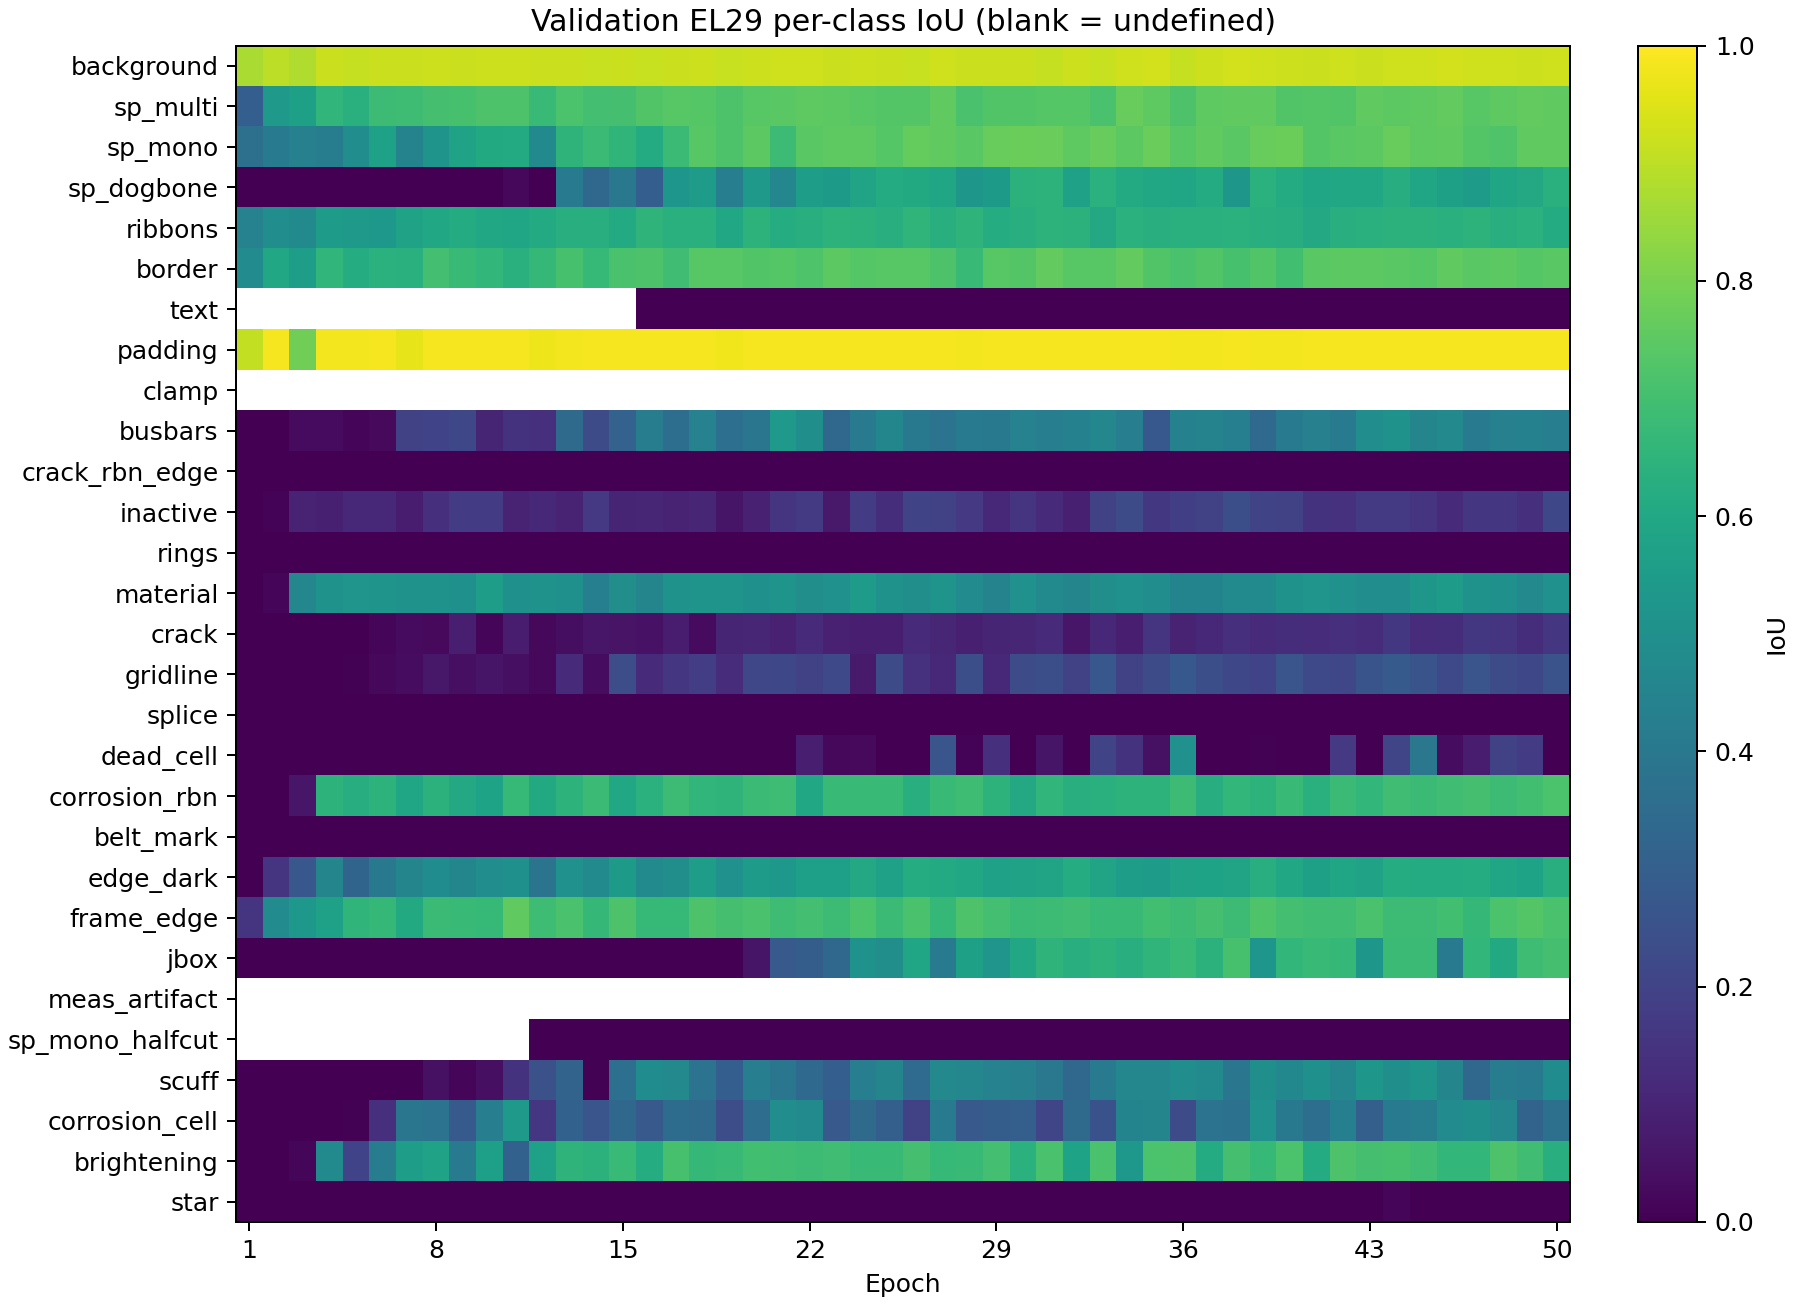 Validation EL29 per-class IoU (blank = undefined)
background
sp_multi
sp_mono
sp_dogbone
ribbons
border
text
padding
clamp
busbars
crack_rbn_edge
inactive
rings
material
crack
gridline
splice
dead_cell
corrosion_rbn
belt_mark
edge_dark
frame_edge
jbox
meas_artifact
sp_mono_halfcut
scuff
corrosion_cell
brightening
star
1 8 15 22 29 36 43 50
Epoch
1.0
0.8
0.6
0.4
0.2
0.0
IoU